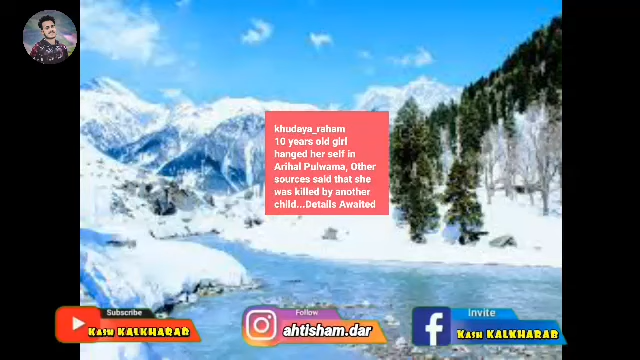 khudaya_raham
10 years old girl
hanged her self in
Arihal Pulwama, Other
sources said that she
was killed by another
child...Details Awaited
Subscribe
KASH KALKHARAB
Follow
ahtisham.dar
Invite
KASH KALKHARAB